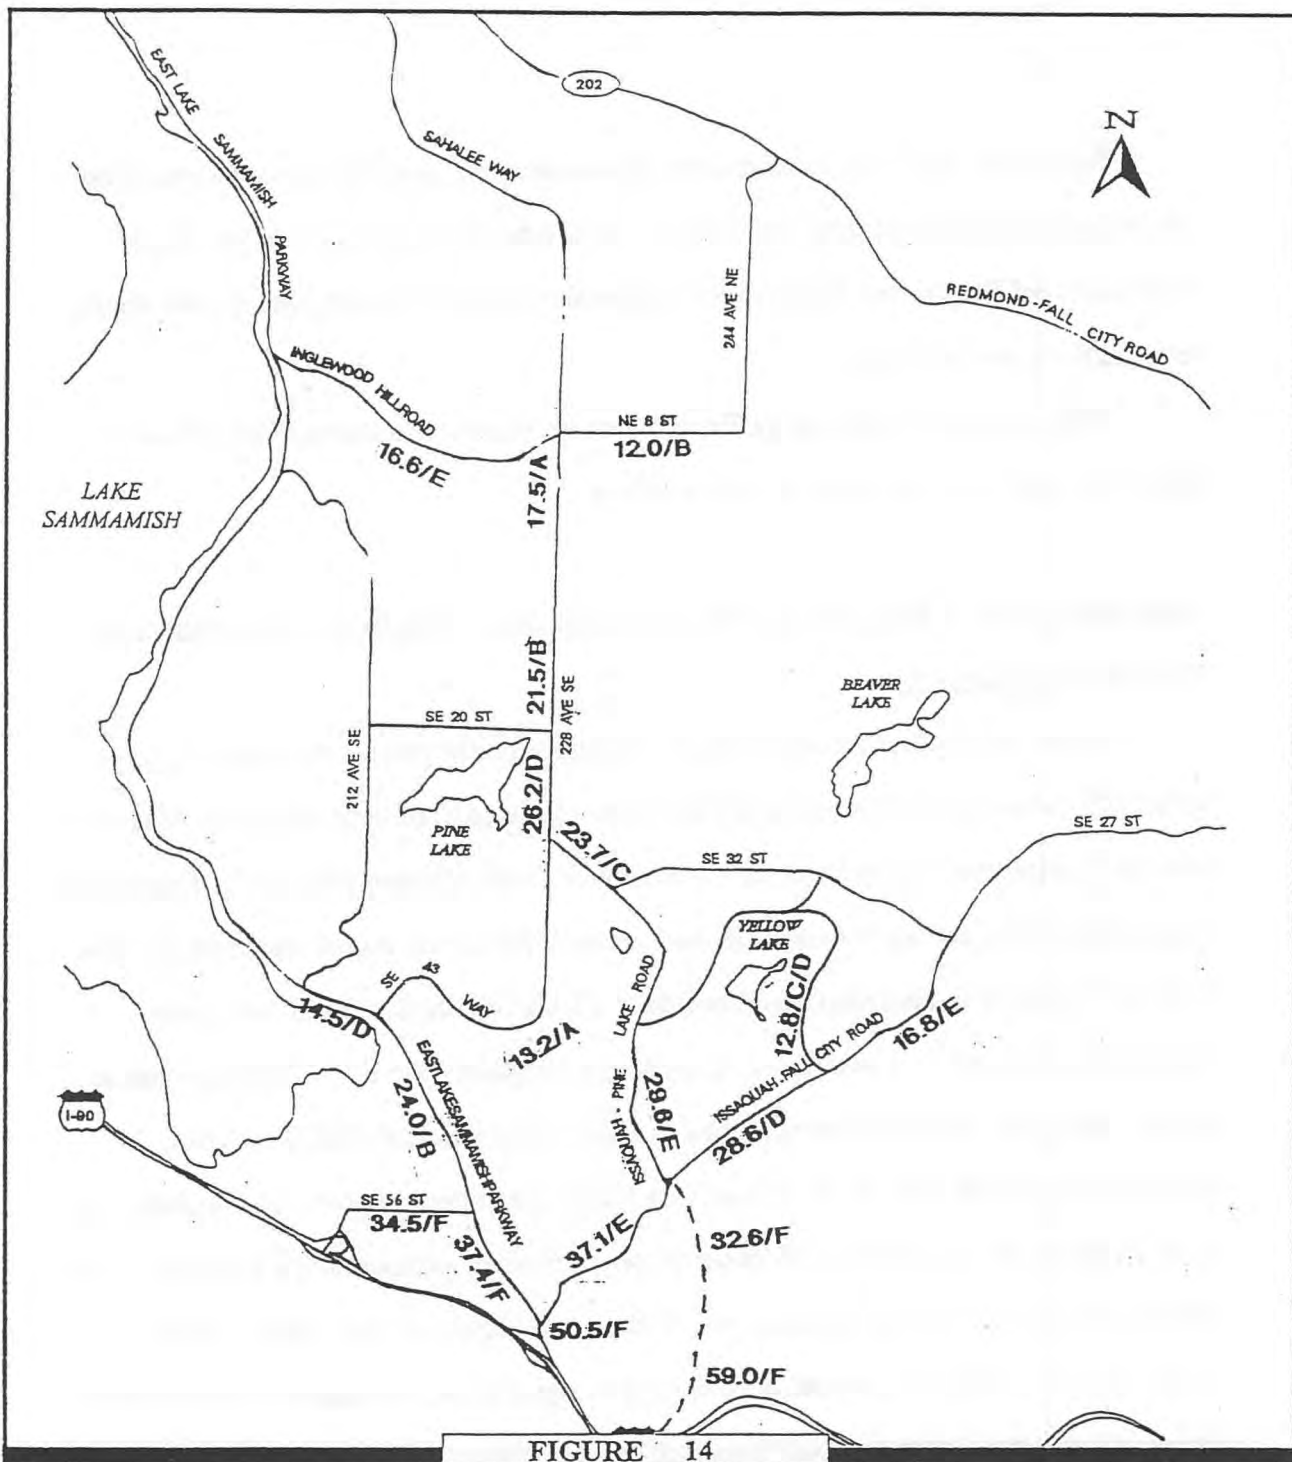 202
N
EAST LAKE SAMMAMISH PARKWAY
SAHALEE WAY
244 AVE NE
REDMOND-FALL CITY ROAD
INGLEWOOD HILLROAD
16.6/E
NE 8 ST
12.0/B
17.5/A
LAKE
SAMMAMISH
21.5/B
228 AVE SE
BEAVER
LAKE
SE 20 ST
212 AVE SE
26.2/D
PINE
LAKE
23.7/C
SE 32 ST
SE 27 ST
YELLOW
LAKE
SE 43 WAY
14.5/D
13.2/A
ISSAQUAH - PINE LAKE ROAD
12.8/C/D
ISSAQUAH-FALL CITY ROAD
16.8/E
I-90
24.0/B
EASTLAKESAMMAMISHPARKWAY
29.6/E
28.6/D
SE 56 ST
34.5/F
37.4/F
37.1/E
32.6/F
50.5/F
59.0/F
FIGURE 14